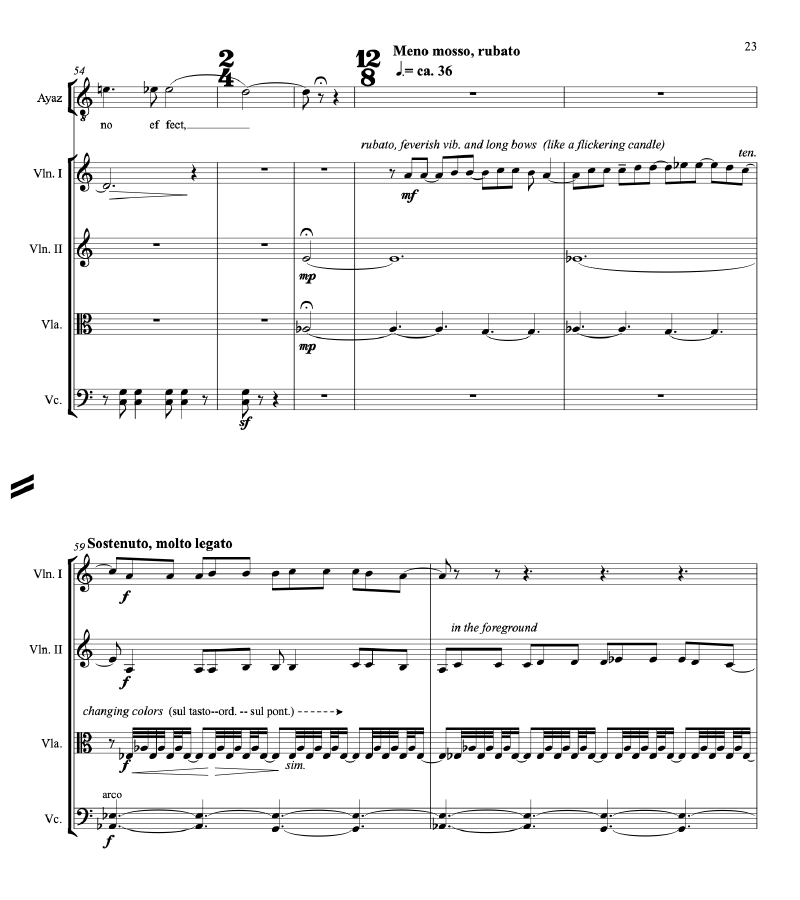 23
Meno mosso, rubato
♩.= ca. 36
54
2
4
12
8
Ayaz
8
no ef fect,
rubato, feverish vib. and long bows (like a flickering candle)
ten.
Vln. I
mf
Vln. II
mp
Vla.
mp
Vc.
sf
59 Sostenuto, molto legato
Vln. I
f
in the foreground
Vln. II
f
changing colors (sul tasto--ord. -- sul pont.)
Vla.
f
sim.
arco
Vc.
f